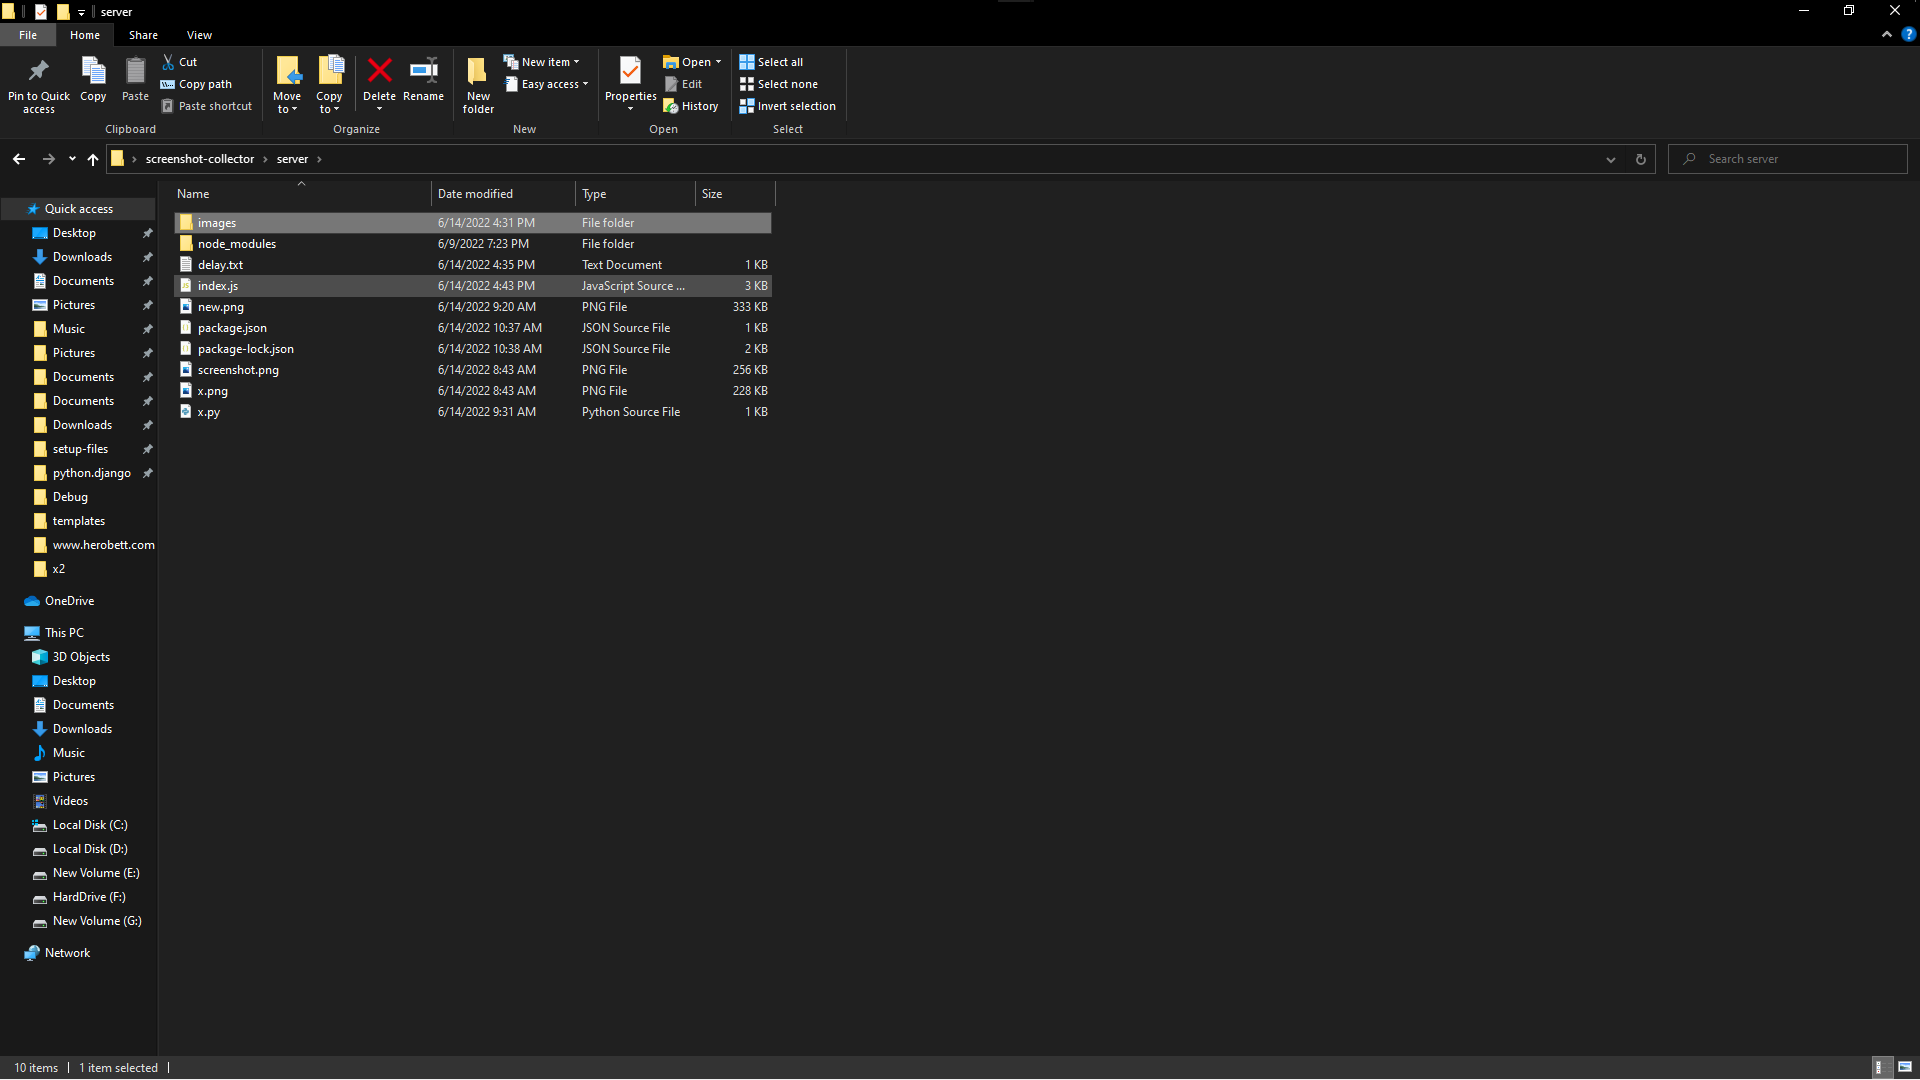 server
File Home Share View
Pin to Quick access
Copy
Paste
Cut
Copy path
Paste shortcut
Clipboard
Move to
Copy to
Delete
Rename
Organize
New folder
New item
Easy access
New
Properties
Open
Edit
History
Open
Select all
Select none
Invert selection
Select
screenshot-collector server
Search server
Quick access
Desktop
Downloads
Documents
Pictures
Music
Pictures
Documents
Documents
Downloads
setup-files
python.django
Debug
templates
www.herobett.com
x2
OneDrive
This PC
3D Objects
Desktop
Documents
Downloads
Music
Pictures
Videos
Local Disk (C:)
Local Disk (D:)
New Volume (E:)
HardDrive (F:)
New Volume (G:)
Network
Name Date modified Type Size
images 6/14/2022 4:31 PM File folder
node_modules 6/9/2022 7:23 PM File folder
delay.txt 6/14/2022 4:35 PM Text Document 1 KB
index.js 6/14/2022 4:43 PM JavaScript Source ... 3 KB
new.png 6/14/2022 9:20 AM PNG File 333 KB
package.json 6/14/2022 10:37 AM JSON Source File 1 KB
package-lock.json 6/14/2022 10:38 AM JSON Source File 2 KB
screenshot.png 6/14/2022 8:43 AM PNG File 256 KB
x.png 6/14/2022 8:43 AM PNG File 228 KB
x.py 6/14/2022 9:31 AM Python Source File 1 KB
10 items 1 item selected